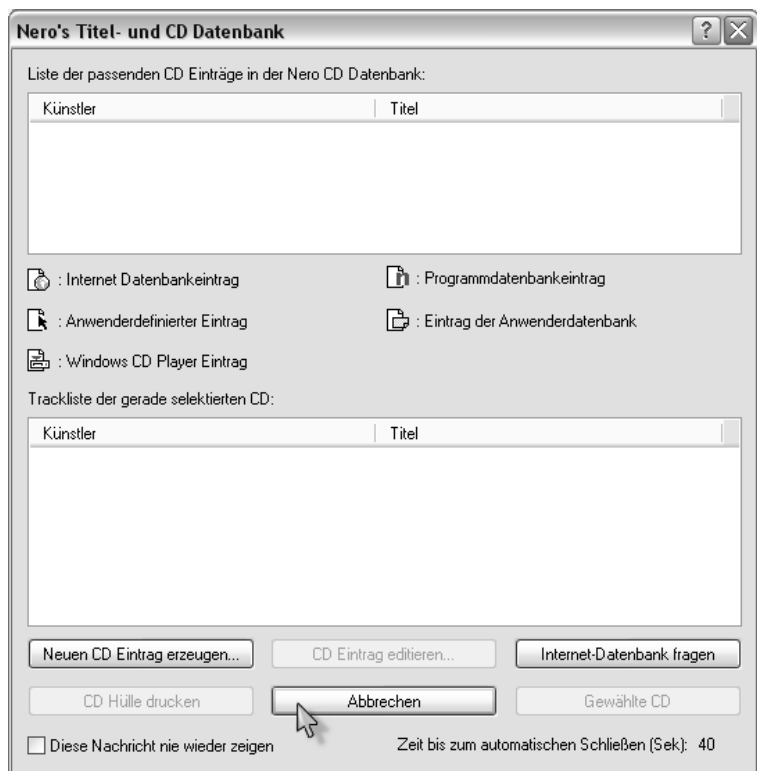 Nero's Titel- und CD Datenbank
Liste der passenden CD Einträge in der Nero CD Datenbank:
Künstler Titel
: Internet Datenbankeintrag : Programmdatenbankeintrag
: Anwenderdefinierter Eintrag : Eintrag der Anwenderdatenbank
: Windows CD Player Eintrag
Trackliste der gerade selektierten CD:
Künstler Titel
Neuen CD Eintrag erzeugen... CD Eintrag editieren... Internet-Datenbank fragen
CD Hülle drucken Abbrechen Gewählte CD
Diese Nachricht nie wieder zeigen Zeit bis zum automatischen Schließen (Sek): 40